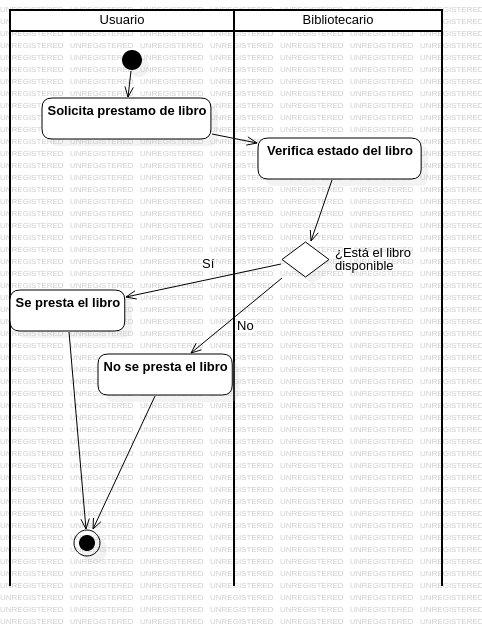 Usuario
Bibliotecario
Solicita prestamo de libro
Verifica estado del libro
¿Está el libro
disponible
Sí
Se presta el libro
No
No se presta el libro
UNREGISTERED